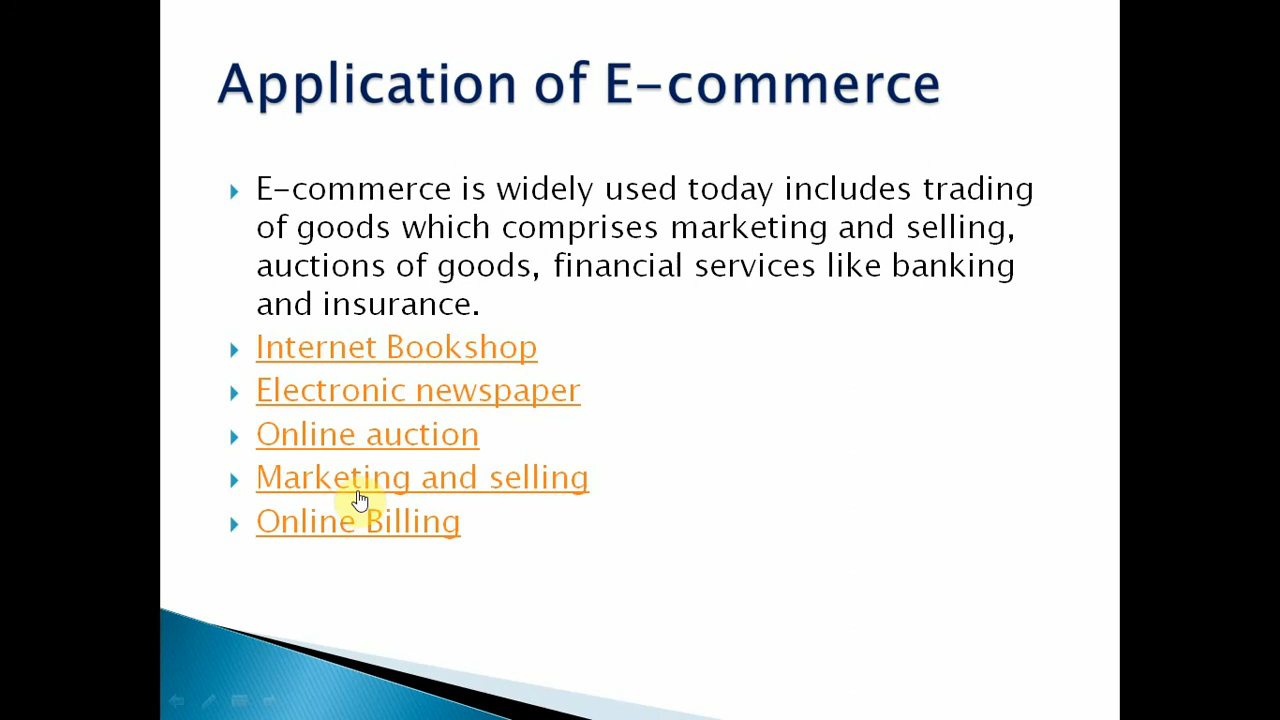 Application of E-commerce
E-commerce is widely used today includes trading
of goods which comprises marketing and selling,
auctions of goods, financial services like banking
and insurance.
Internet Bookshop
Electronic newspaper
Online auction
Marketing and selling
Online Billing